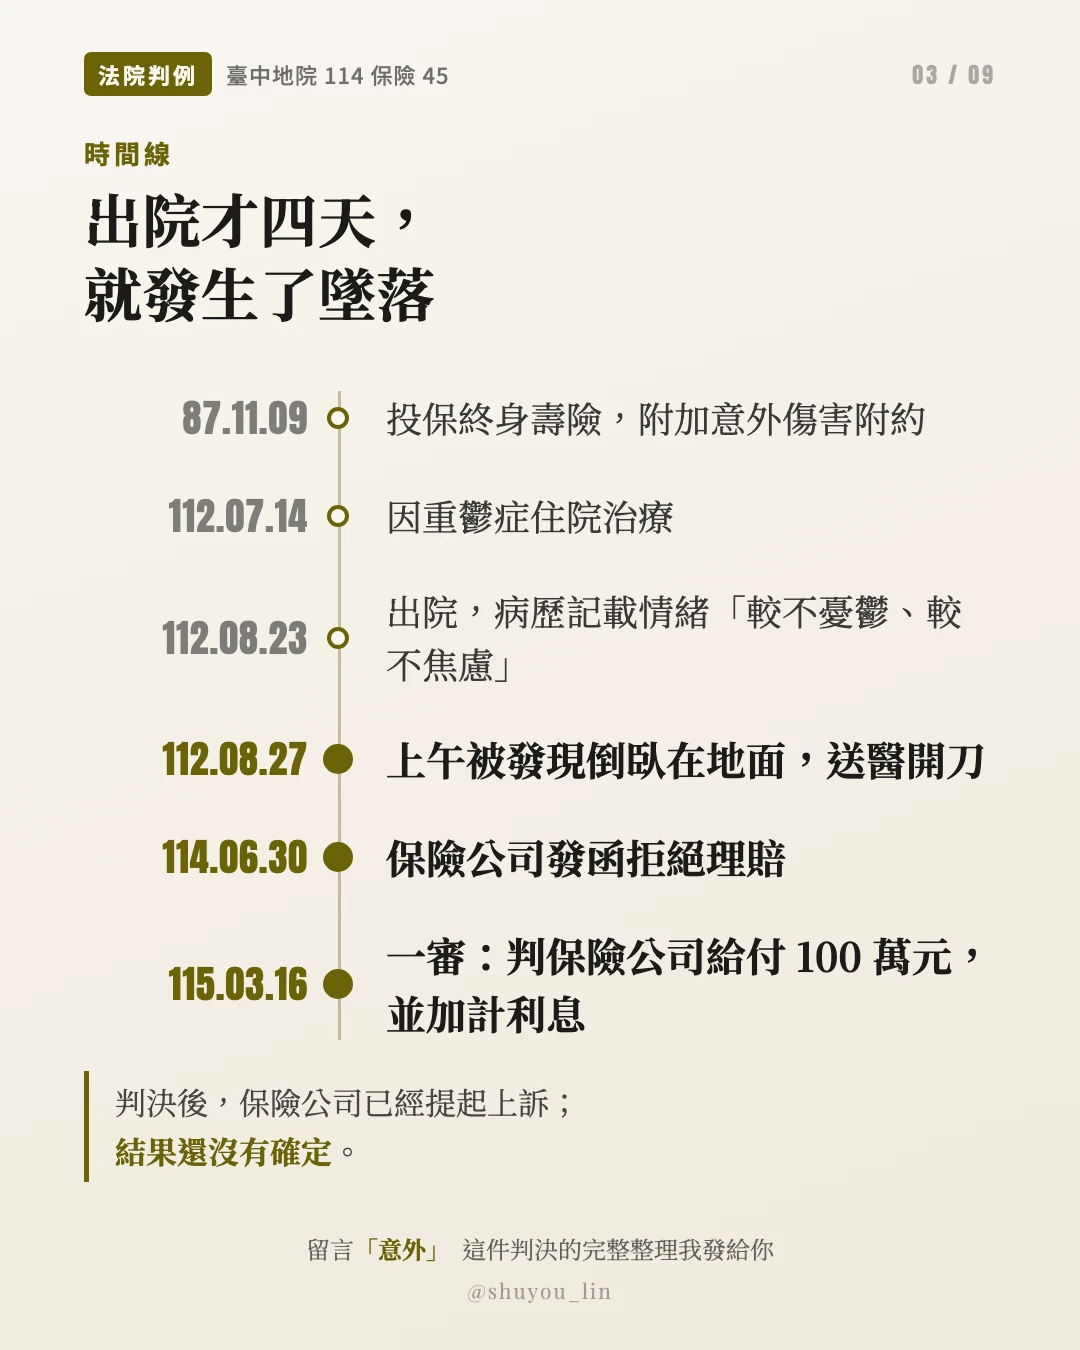 法院判例 臺中地院 114 保險 45
03 / 09
時間線
出院才四天，
就發生了墜落
87.11.09 投保終身壽險，附加意外傷害附約
112.07.14 因重鬱症住院治療
112.08.23 出院，病歷記載情緒「較不憂鬱、較
不焦慮」
112.08.27 上午被發現倒臥在地面，送醫開刀
114.06.30 保險公司發函拒絕理賠
115.03.16 一審：判保險公司給付 100 萬元，
並加計利息
判決後，保險公司已經提起上訴；
結果還沒有確定。
留言「意外」 這件判決的完整整理我發給你
@shuyou_lin